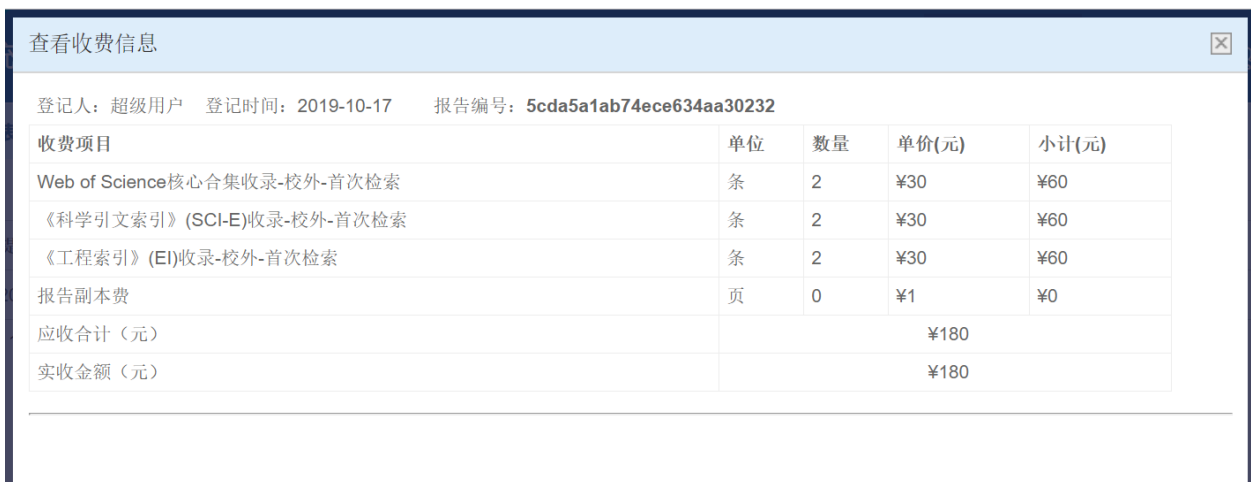 查看收费信息
登记人：超级用户 登记时间：2019-10-17 报告编号：5cda5a1ab74ece634aa30232
收费项目 单位 数量 单价(元) 小计(元)
Web of Science核心合集收录-校外-首次检索 条 2 ¥30 ¥60
《科学引文索引》(SCI-E)收录-校外-首次检索 条 2 ¥30 ¥60
《工程索引》(EI)收录-校外-首次检索 条 2 ¥30 ¥60
报告副本费 页 0 ¥1 ¥0
应收合计（元） ¥180
实收金额（元） ¥180